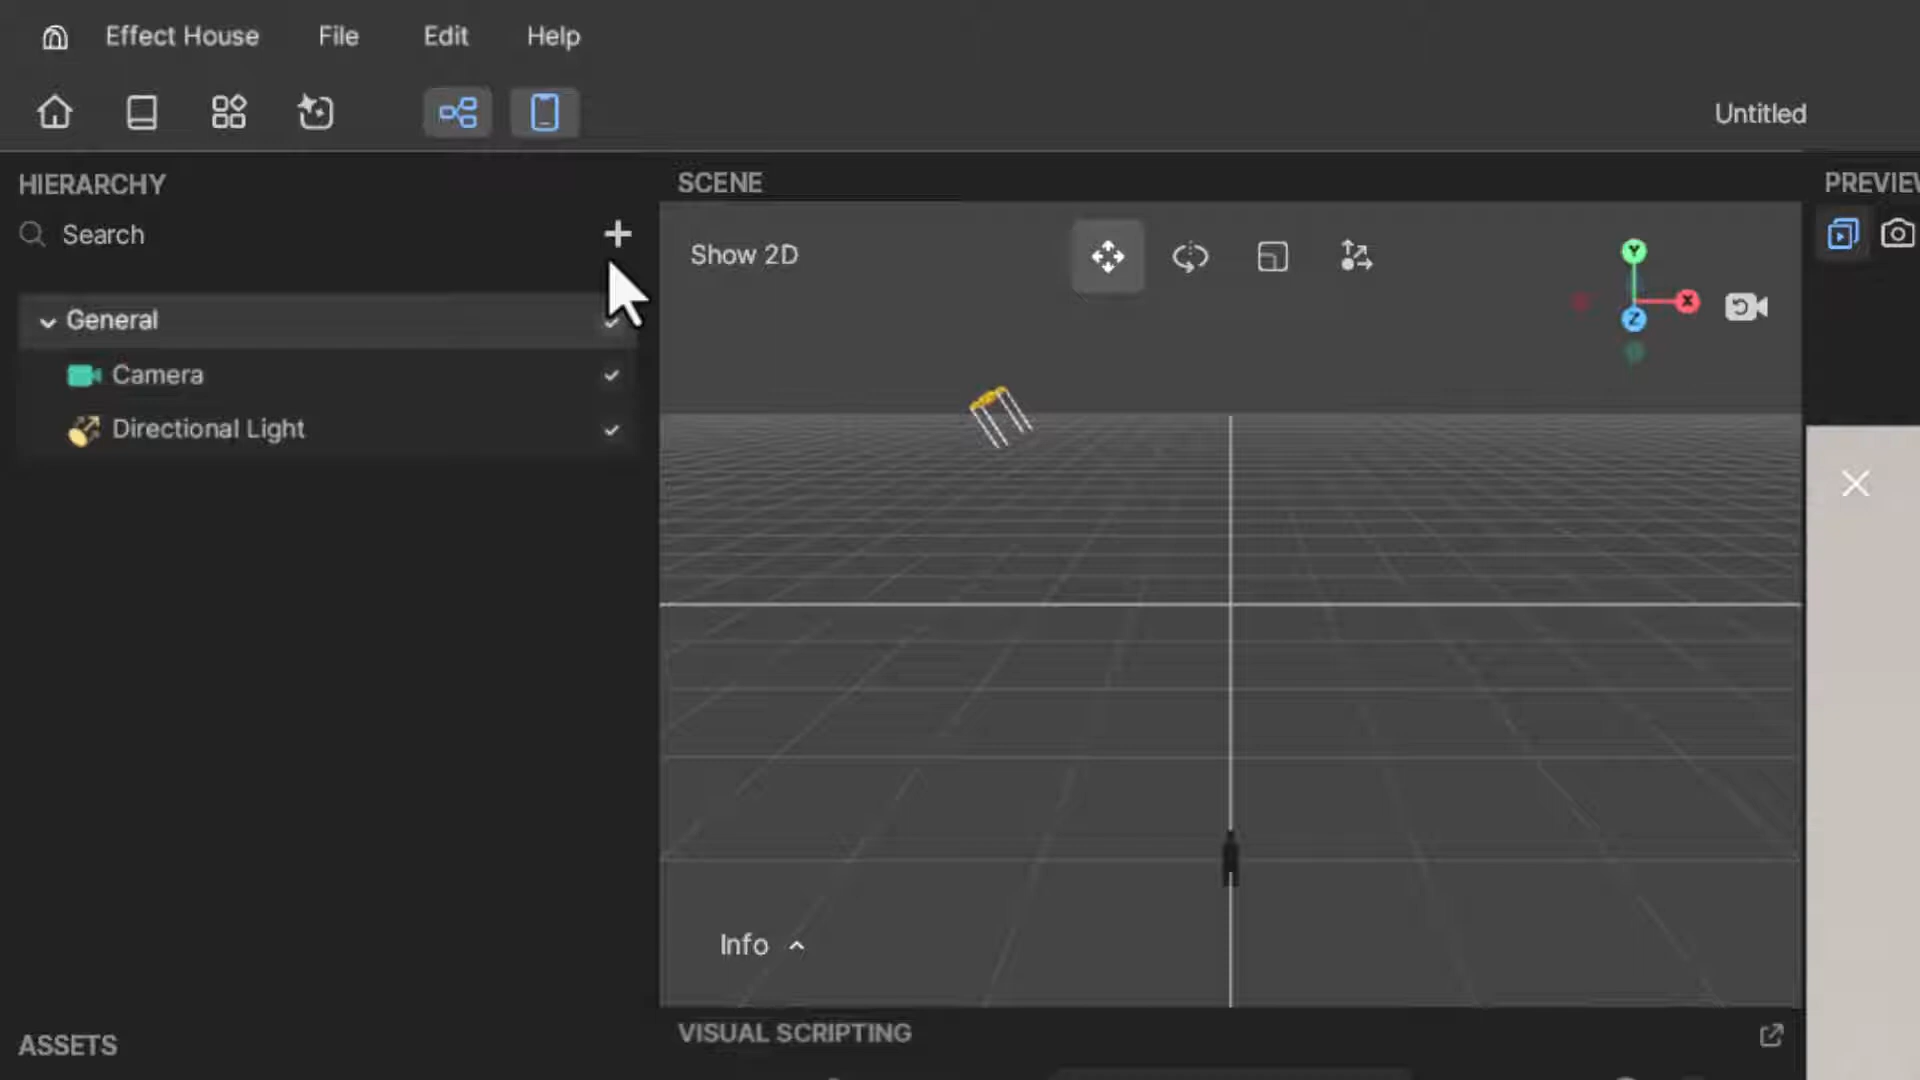 Effect House File Edit Help
Untitled
HIERARCHY
Search
General
Camera
Directional Light
ASSETS
SCENE
Show 2D
Y
X
Z
Info
VISUAL SCRIPTING